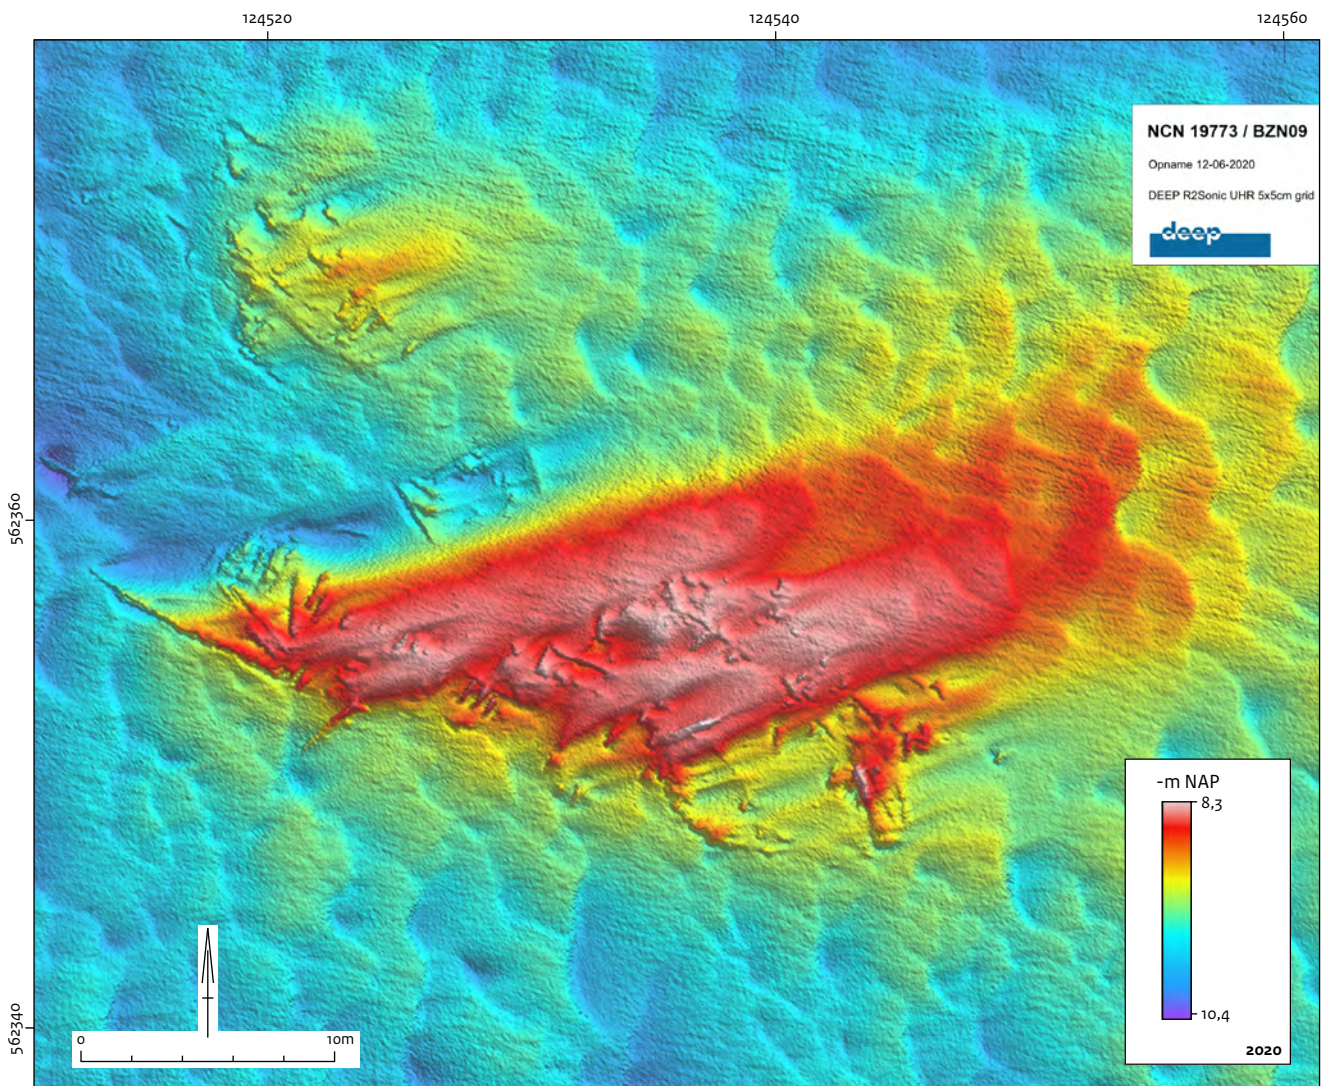 124520
124540
124560
NCN 19773 / BZN09
Opname 12-06-2020
DEEP R2Sonic UHR 5x5cm grid
deep
562360
-m NAP
8,3
10,4
2020
562340
0
10m